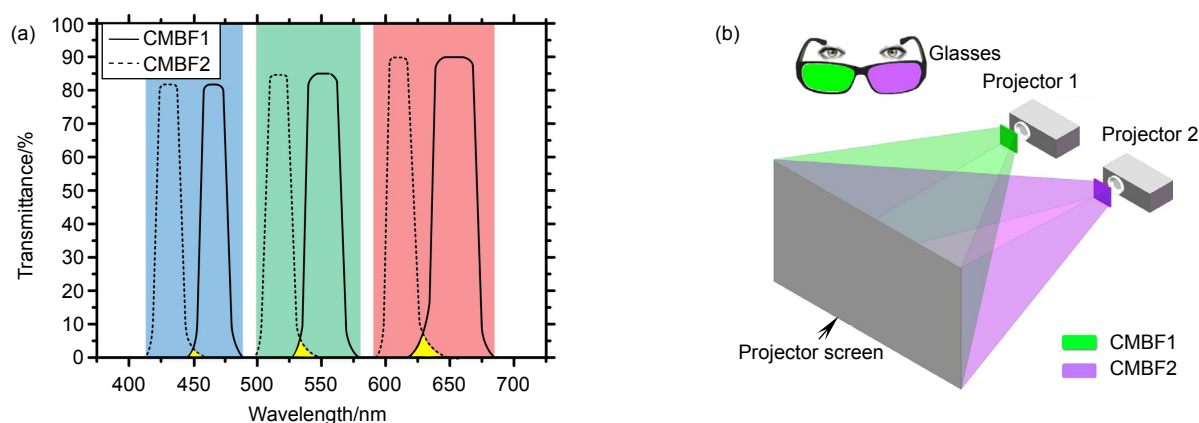 (a)
CMBF1
CMBF2
100
90
80
70
60
50
40
30
20
10
0
Transmittance/%
400 450 500 550 600 650 700
Wavelength/nm
(b)
Glasses
Projector 1
Projector 2
Projector screen
CMBF1
CMBF2